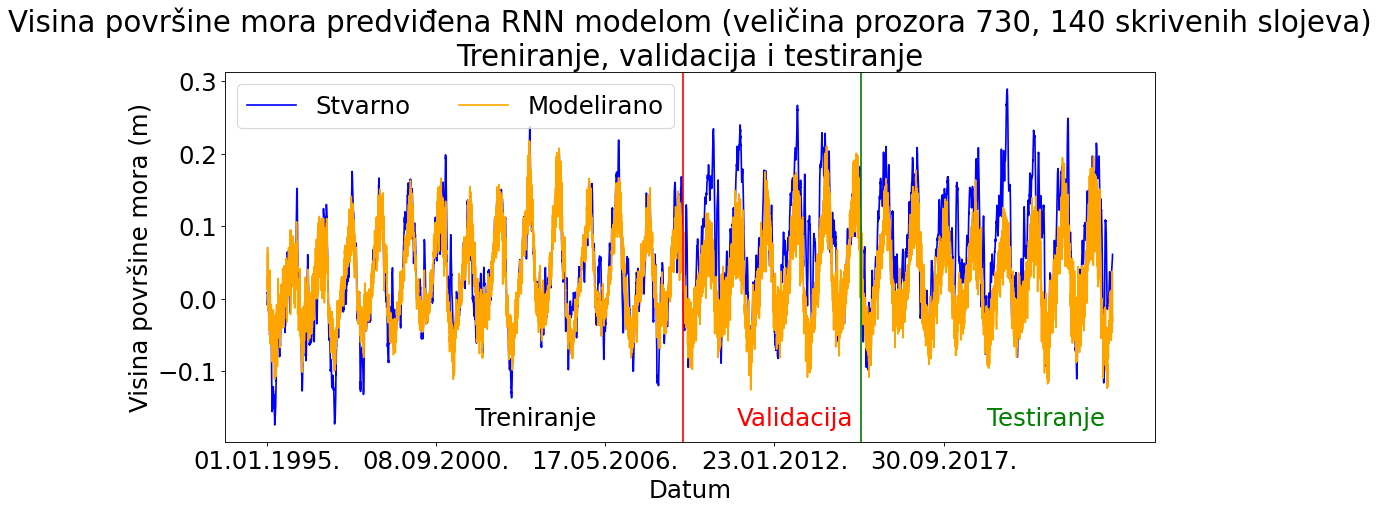 Visina površine mora predviđena RNN modelom (veličina prozora 730, 140 skrivenih slojeva)
Treniranje, validacija i testiranje
Stvarno
Modelirano
Visina površine mora (m)
0.3
0.2
0.1
0.0
−0.1
Treniranje
Validacija
Testiranje
01.01.1995.
08.09.2000.
17.05.2006.
23.01.2012.
30.09.2017.
Datum